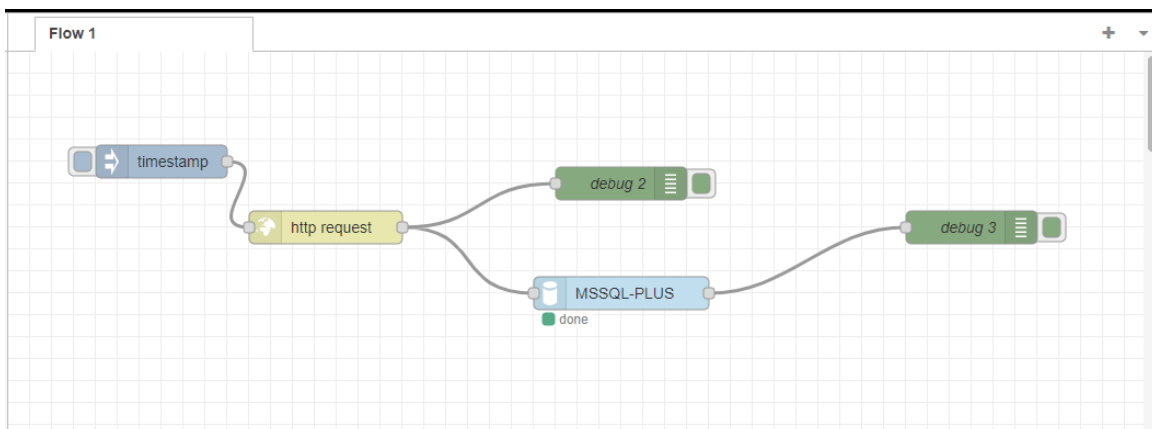 Flow 1
timestamp
debug 2
http request
debug 3
MSSQL-PLUS
done